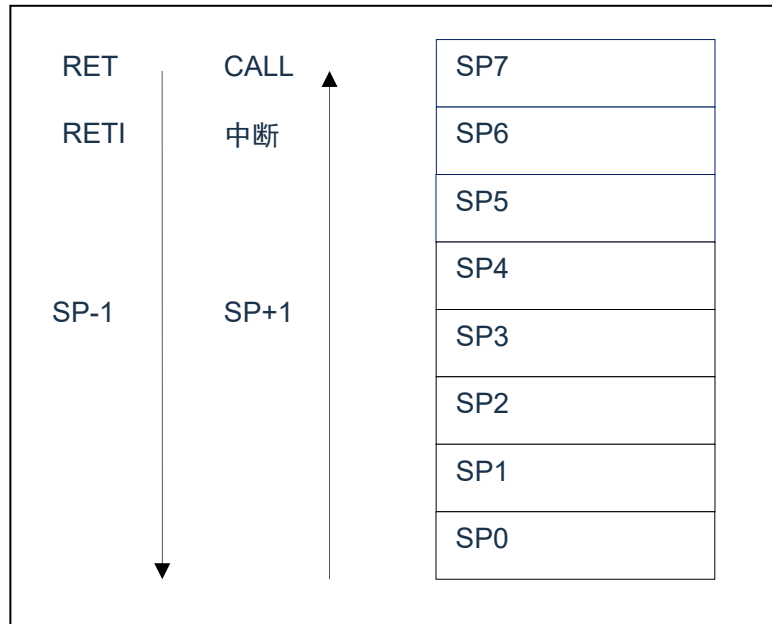 RET CALL SP7
RETI 中断 SP6
SP5
SP4
SP-1 SP+1 SP3
SP2
SP1
SP0